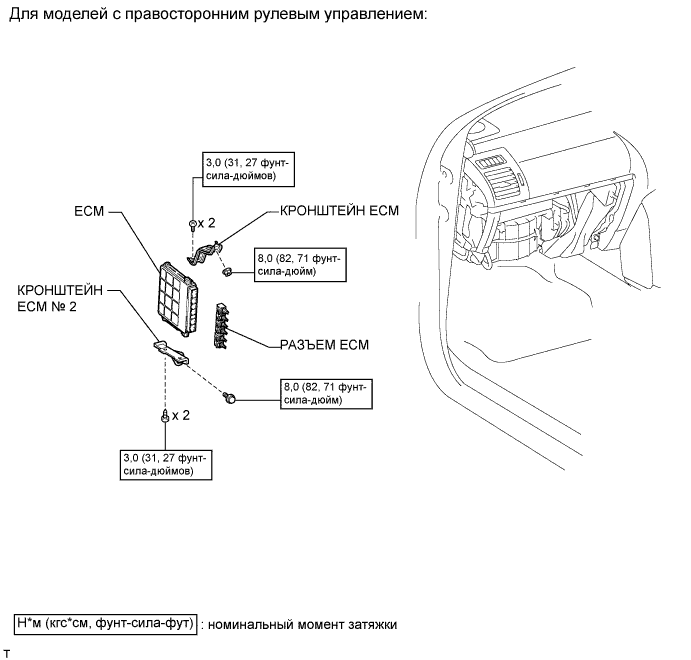 Для моделей с правосторонним рулевым управлением:
3,0 (31, 27 фунт-
сила-дюймов)
x 2
ECM
КРОНШТЕЙН ECM
8,0 (82, 71 фунт-
сила-дюйм)
КРОНШТЕЙН
ECM № 2
РАЗЪЕМ ECM
8,0 (82, 71 фунт-
сила-дюйм)
x 2
3,0 (31, 27 фунт-
сила-дюймов)
Н*м (кгс*см, фунт-сила-фут) : номинальный момент затяжки
T